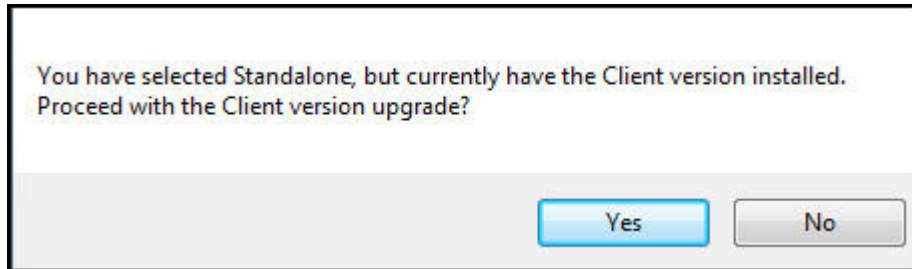 You have selected Standalone, but currently have the Client version installed.
Proceed with the Client version upgrade?
Yes
No